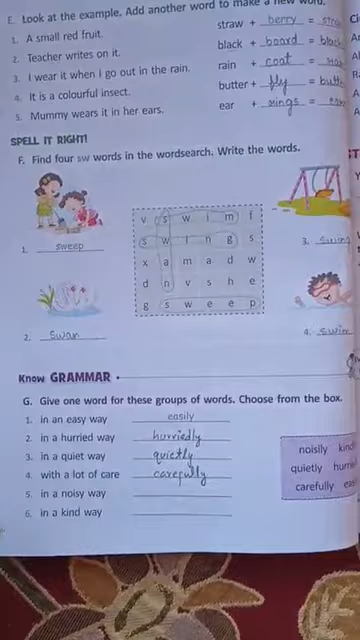 E. Look at the example. Add another word to make a new word.
1. A small red fruit. straw + berry =
2. Teacher writes on it. black + board =
3. I wear it when I go out in the rain. rain + coat =
4. It is a colourful insect. butter + fly =
5. Mummy wears it in her ears. ear + rings =
SPELL IT RIGHT!
F. Find four sw words in the wordsearch. Write the words.
v s w i m f
s w i n g s
x a m a d w
d n v s h e
g s w e e p
1. sweep
3. swing
2. swan
4. swim
Know GRAMMAR
G. Give one word for these groups of words. Choose from the box.
1. in an easy way easily
2. in a hurried way hurriedly
3. in a quiet way quietly
4. with a lot of care carefully
5. in a noisy way
6. in a kind way
noisily
quietly
carefully